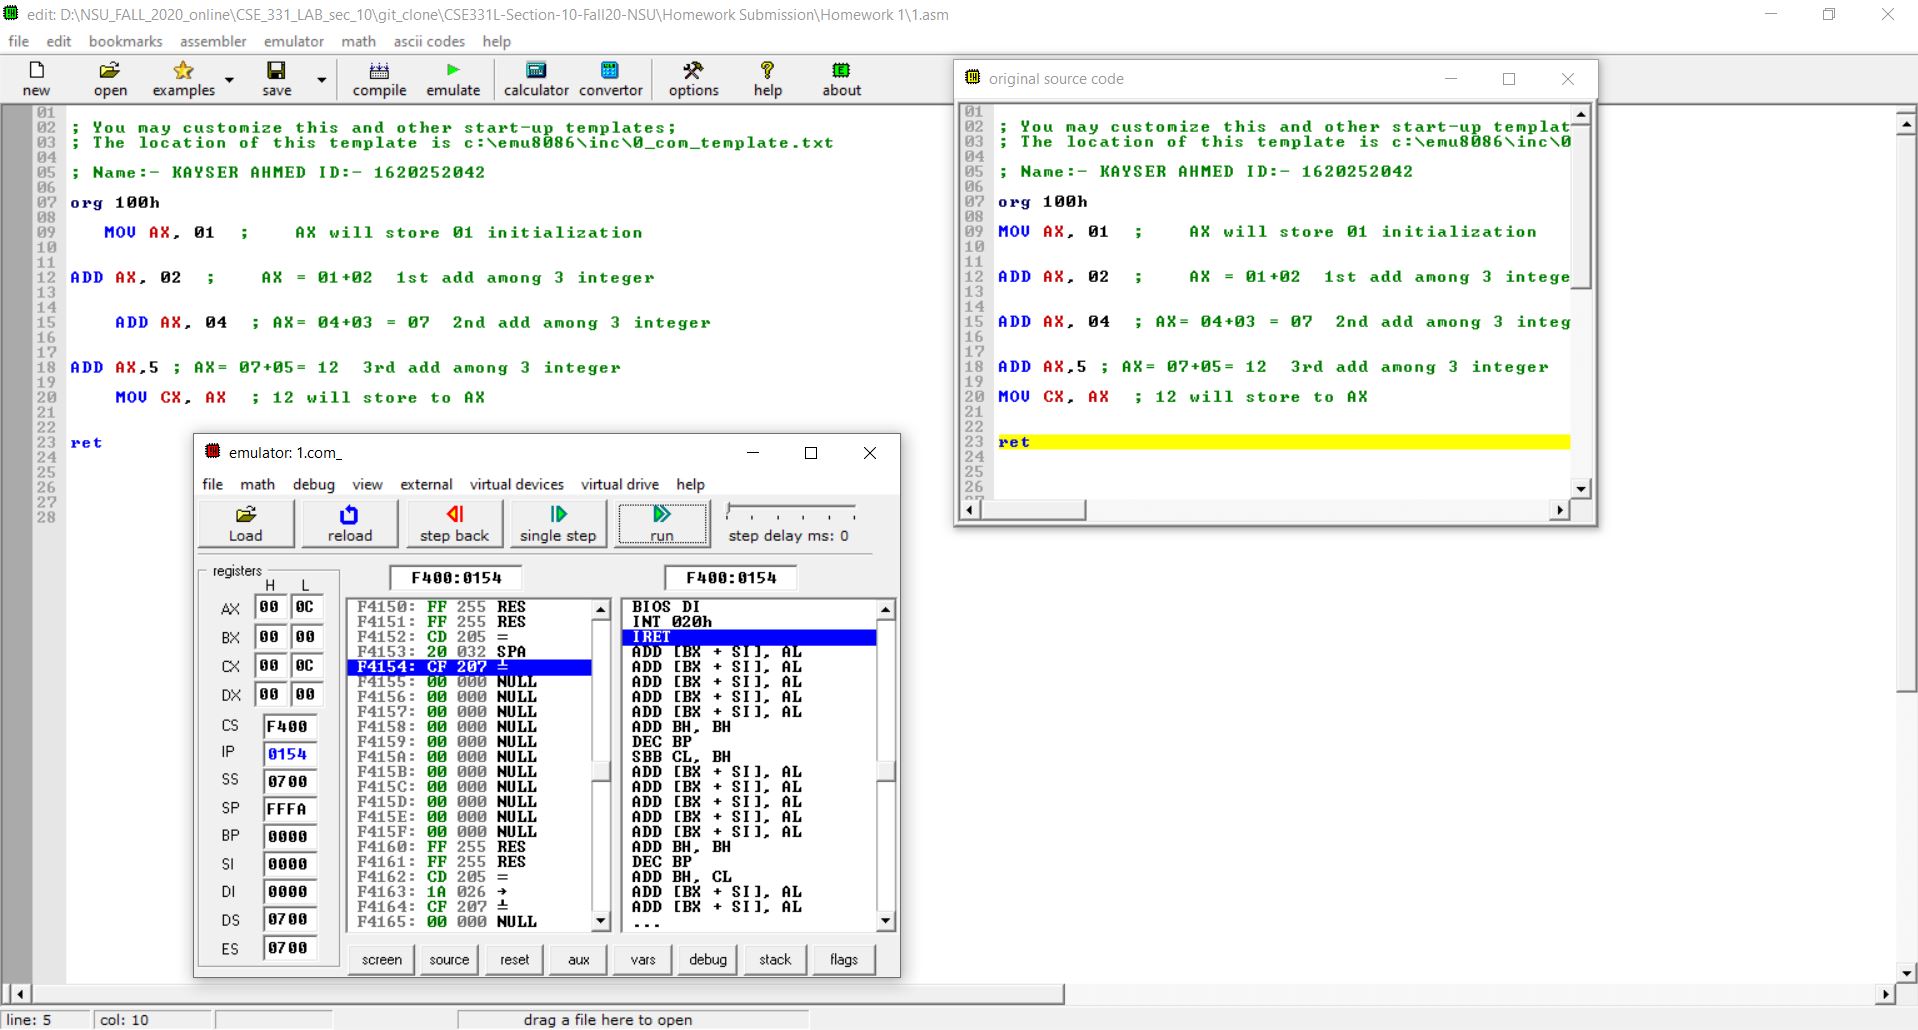 edit: D:\NSU_FALL_2020_online\CSE_331_LAB_sec_10\git_clone\CSE331L-Section-10-Fall20-NSU\Homework Submission\Homework 1\1.asm
file edit bookmarks assembler emulator math ascii codes help
new open examples save compile emulate calculator convertor options help about
01
02 ; You may customize this and other start-up templates;
03 ; The location of this template is c:\emu8086\inc\0_com_template.txt
04
05 ; Name:- KAYSER AHMED ID:- 1620252042
06
07 org 100h
08
09 MOV AX, 01 ; AX will store 01 initialization
10
11
12 ADD AX, 02 ; AX = 01+02 1st add among 3 integer
13
14
15 ADD AX, 04 ; AX= 04+03 = 07 2nd add among 3 integer
16
17
18 ADD AX,5 ; AX= 07+05= 12 3rd add among 3 integer
19
20 MOV CX, AX ; 12 will store to AX
21
22
23 ret
24
25
26
27
28
original source code
01
02 ; You may customize this and other start-up templat
03 ; The location of this template is c:\emu8086\inc\0
04
05 ; Name:- KAYSER AHMED ID:- 1620252042
06
07 org 100h
08
09 MOV AX, 01 ; AX will store 01 initialization
10
11
12 ADD AX, 02 ; AX = 01+02 1st add among 3 intege
13
14
15 ADD AX, 04 ; AX= 04+03 = 07 2nd add among 3 integ
16
17
18 ADD AX,5 ; AX= 07+05= 12 3rd add among 3 integer
19
20 MOV CX, AX ; 12 will store to AX
21
22
23 ret
24
25
26
27
emulator: 1.com_
file math debug view external virtual devices virtual drive help
Load reload step back single step run step delay ms: 0
registers
H L
AX 00 0C
BX 00 00
CX 00 0C
DX 00 00
CS F400
IP 0154
SS 0700
SP FFFA
BP 0000
SI 0000
DI 0000
DS 0700
ES 0700
F400:0154
F4150: FF 255 RES
F4151: FF 255 RES
F4152: CD 205 =
F4153: 20 032 SPA
F4154: CF 207 ╧
F4155: 00 000 NULL
F4156: 00 000 NULL
F4157: 00 000 NULL
F4158: 00 000 NULL
F4159: 00 000 NULL
F415A: 00 000 NULL
F415B: 00 000 NULL
F415C: 00 000 NULL
F415D: 00 000 NULL
F415E: 00 000 NULL
F415F: 00 000 NULL
F4160: FF 255 RES
F4161: FF 255 RES
F4162: CD 205 =
F4163: 1A 026 →
F4164: CF 207 ╧
F4165: 00 000 NULL
F400:0154
BIOS DI
INT 020h
IRET
ADD [BX + SI], AL
ADD [BX + SI], AL
ADD [BX + SI], AL
ADD [BX + SI], AL
ADD [BX + SI], AL
ADD BH, BH
DEC BP
SBB CL, BH
ADD [BX + SI], AL
ADD [BX + SI], AL
ADD [BX + SI], AL
ADD [BX + SI], AL
ADD [BX + SI], AL
ADD BH, BH
DEC BP
ADD BH, CL
ADD [BX + SI], AL
ADD [BX + SI], AL
...
screen source reset aux vars debug stack flags
line: 5 col: 10 drag a file here to open